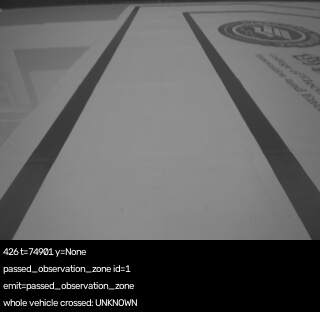 426 t=74901 y=None
passed_observation_zone id=1
emit=passed_observation_zone
whole vehicle crossed: UNKNOWN